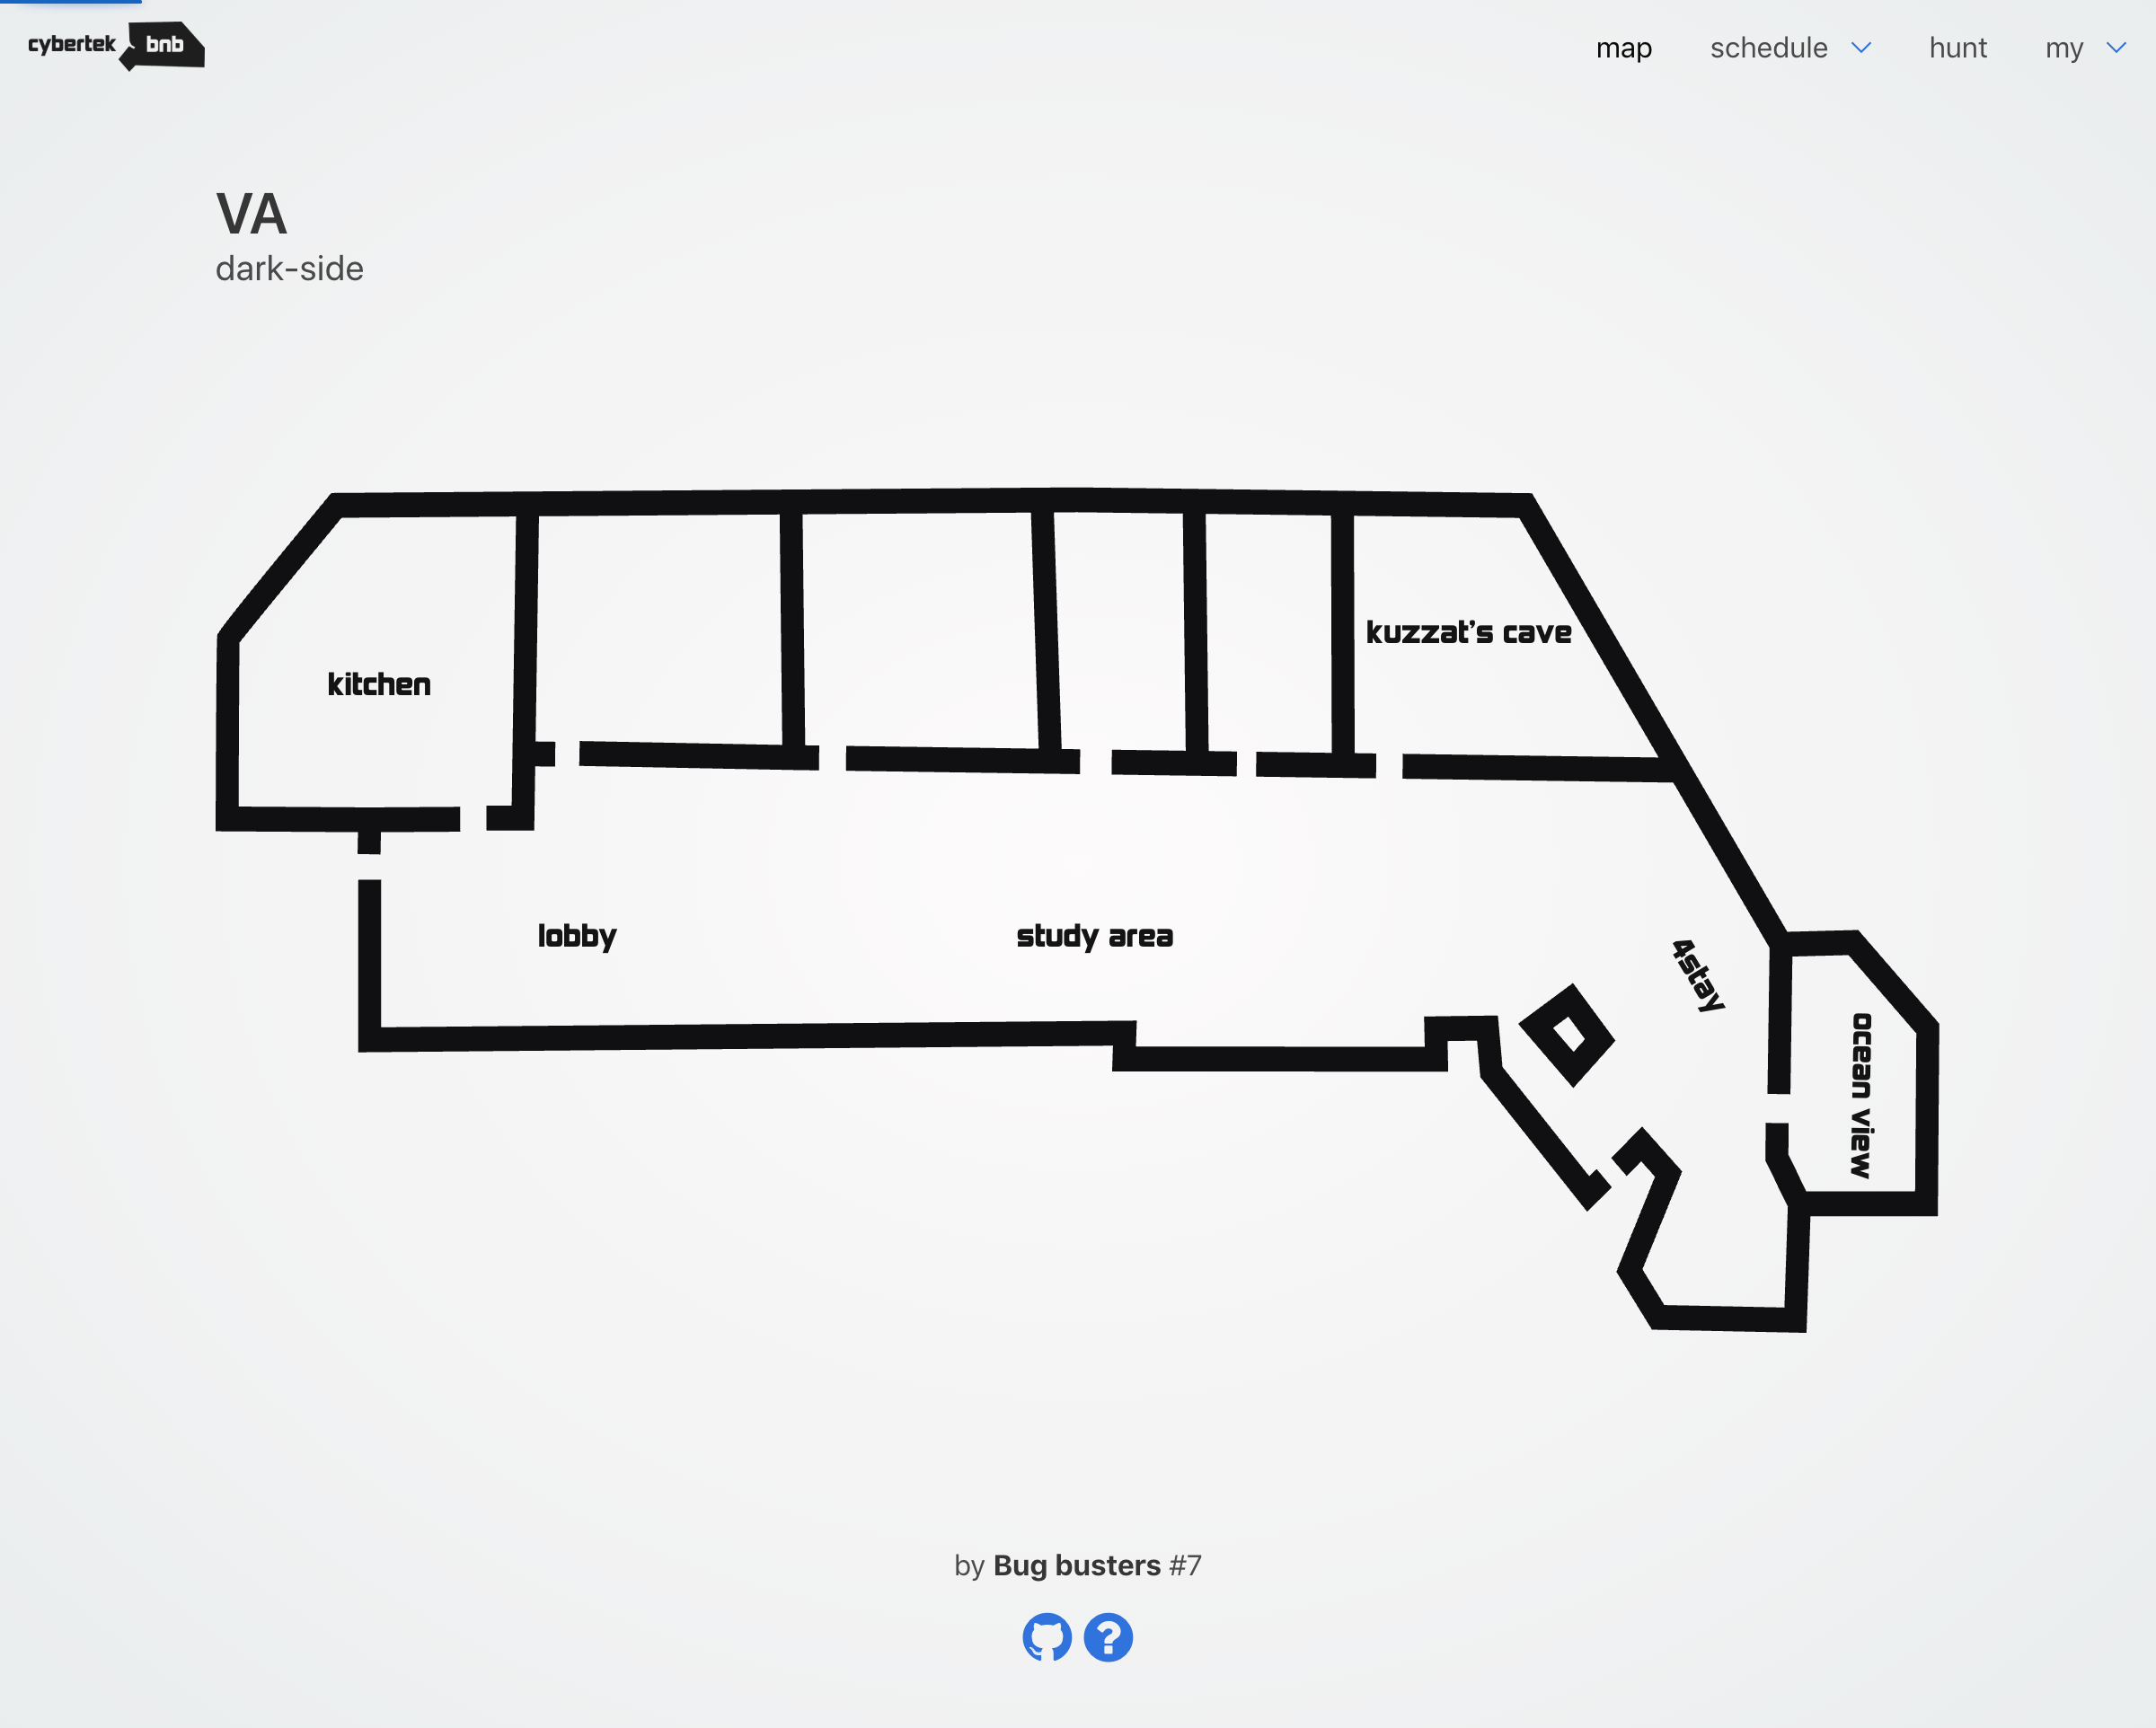 cybertek bnb
map schedule hunt my
VA
dark-side
kuzzat's cave
kitchen
lobby
study area
4stay
ocean view
by Bug busters #7
?